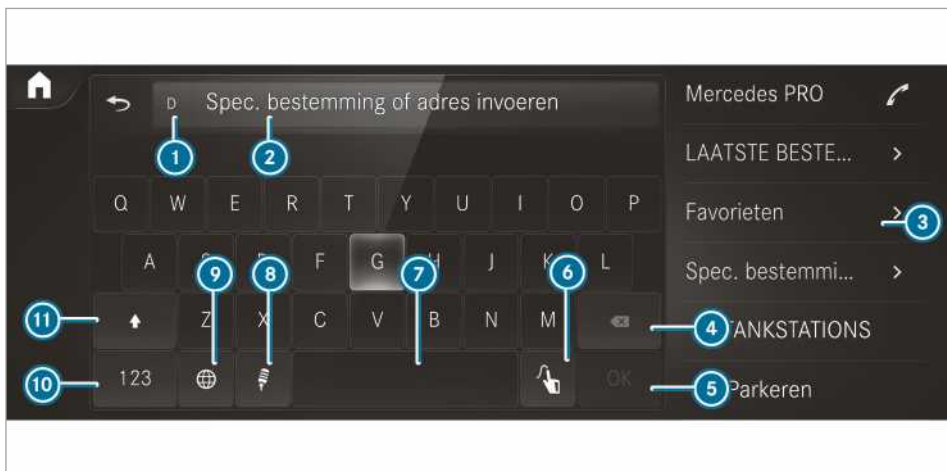 D Spec. bestemming of adres invoeren
Mercedes PRO
1
2
LAATSTE BESTE...
Q W E R T Y U I O P
Favorieten
3
A F G J L
9
8
7
6
Spec. bestemmi...
11
Z X C V B N M
4
TANKSTATIONS
10
123
OK
5
Parkeren